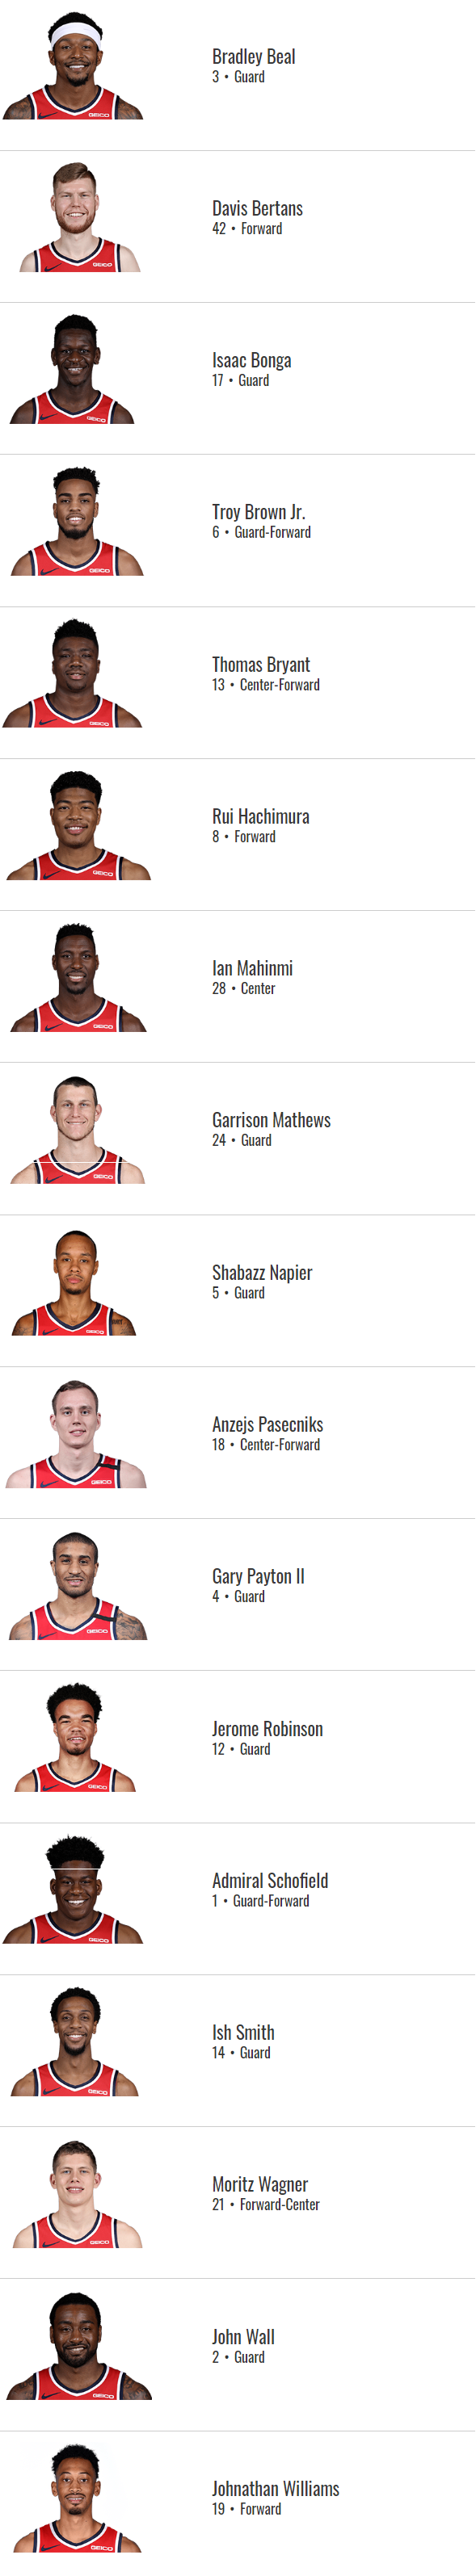 GEICO
Bradley Beal
3 • Guard
GEICO
Davis Bertans
42 • Forward
GEICO
Isaac Bonga
17 • Guard
GEICO
Troy Brown Jr.
6 • Guard-Forward
GEICO
Thomas Bryant
13 • Center-Forward
GEICO
Rui Hachimura
8 • Forward
GEICO
Ian Mahinmi
28 • Center
GEICO
Garrison Mathews
24 • Guard
GEICO
Shabazz Napier
5 • Guard
GEICO
Anzejs Pasecniks
18 • Center-Forward
GEICO
Gary Payton II
4 • Guard
GEICO
Jerome Robinson
12 • Guard
GEICO
Admiral Schofield
1 • Guard-Forward
GEICO
Ish Smith
14 • Guard
GEICO
Moritz Wagner
21 • Forward-Center
GEICO
John Wall
2 • Guard
GEICO
Johnathan Williams
19 • Forward
GEICO